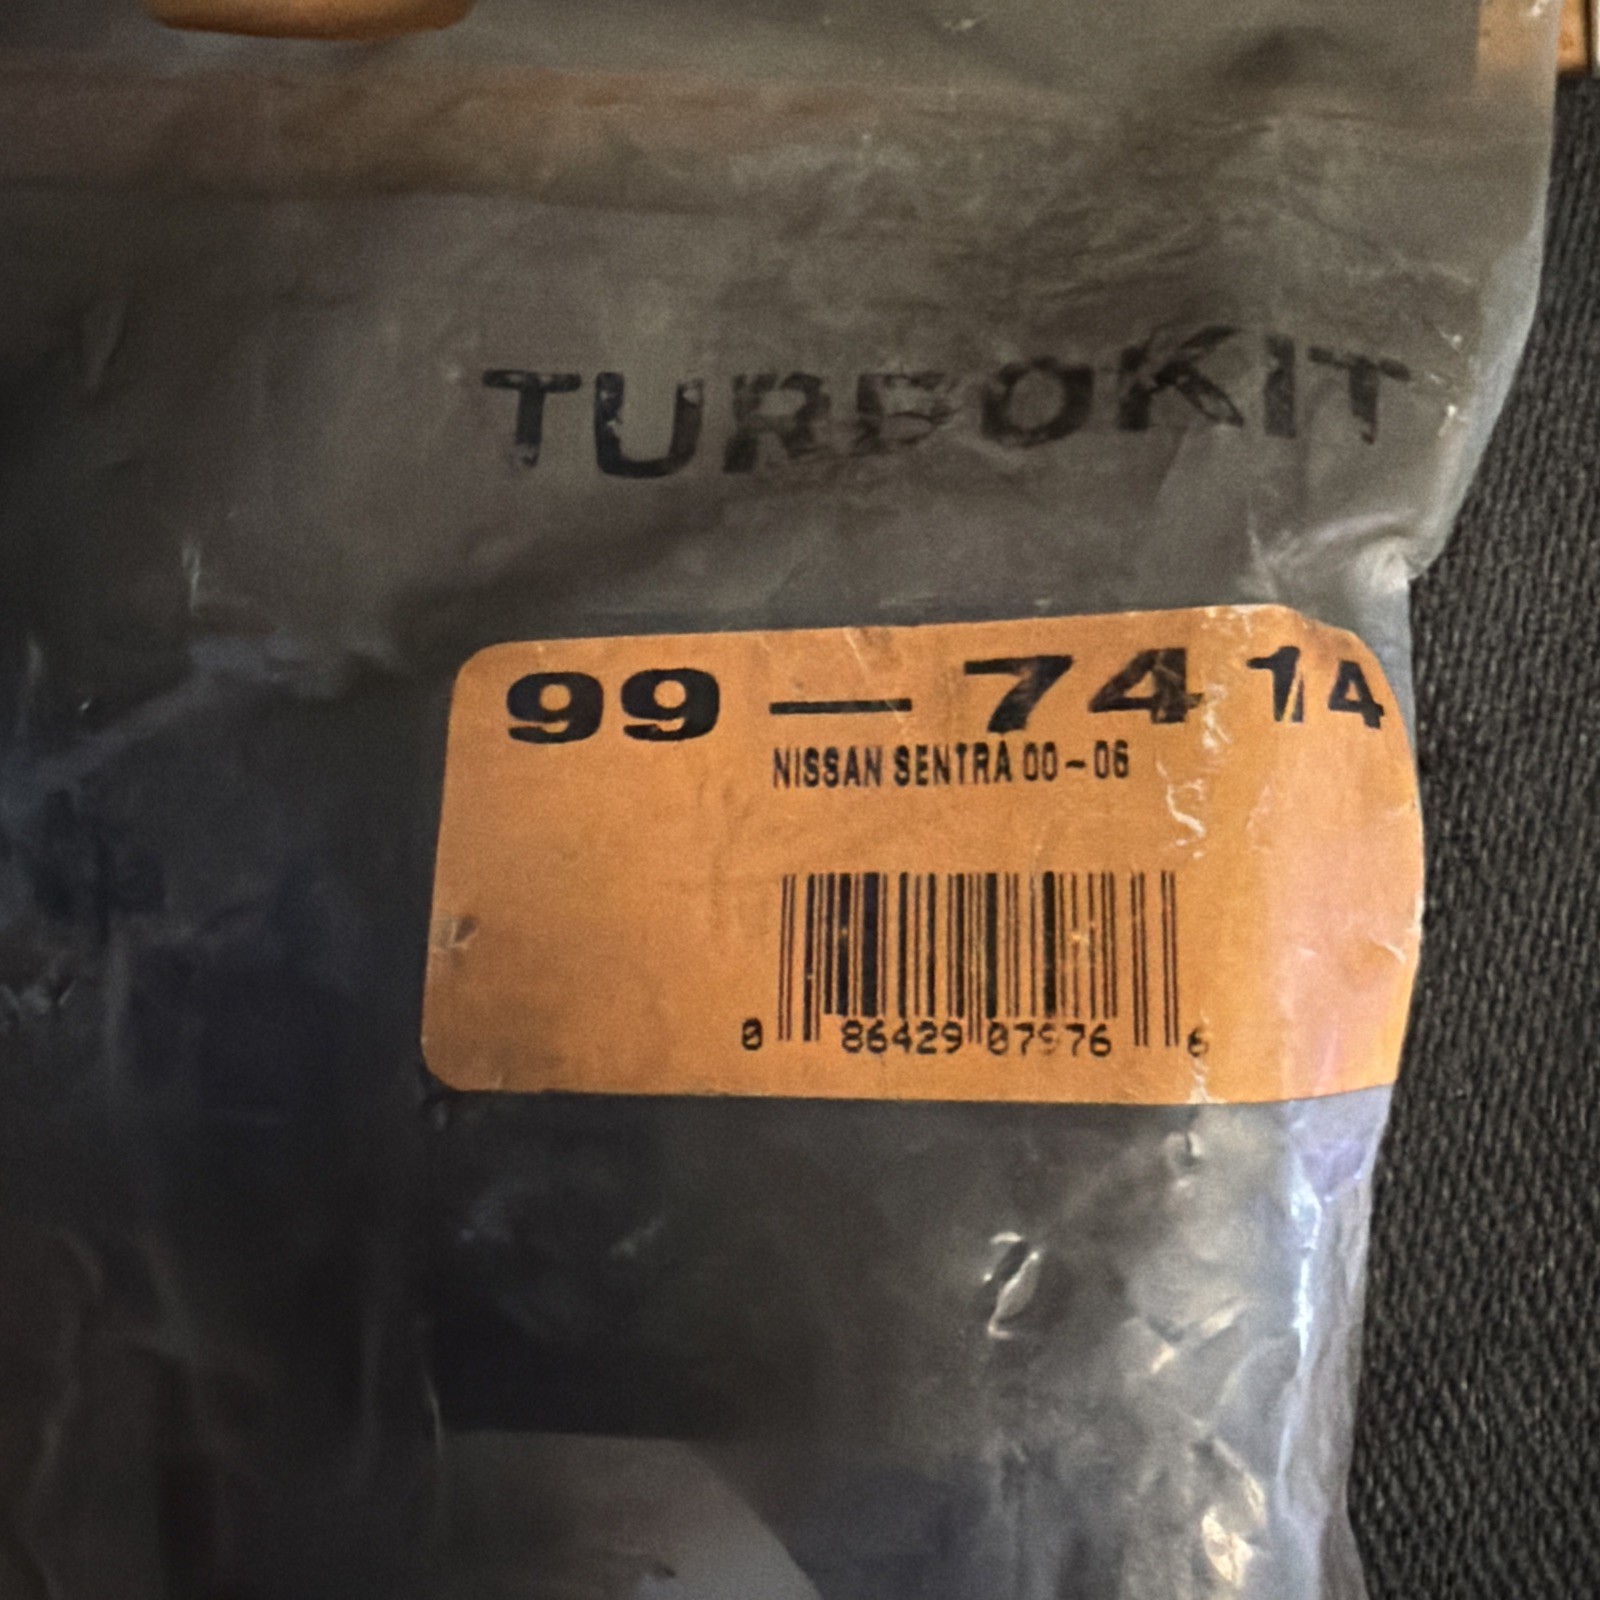 TURBOKIT
99-7414
NISSAN SENTRA 00-06
0 86429 07976 6